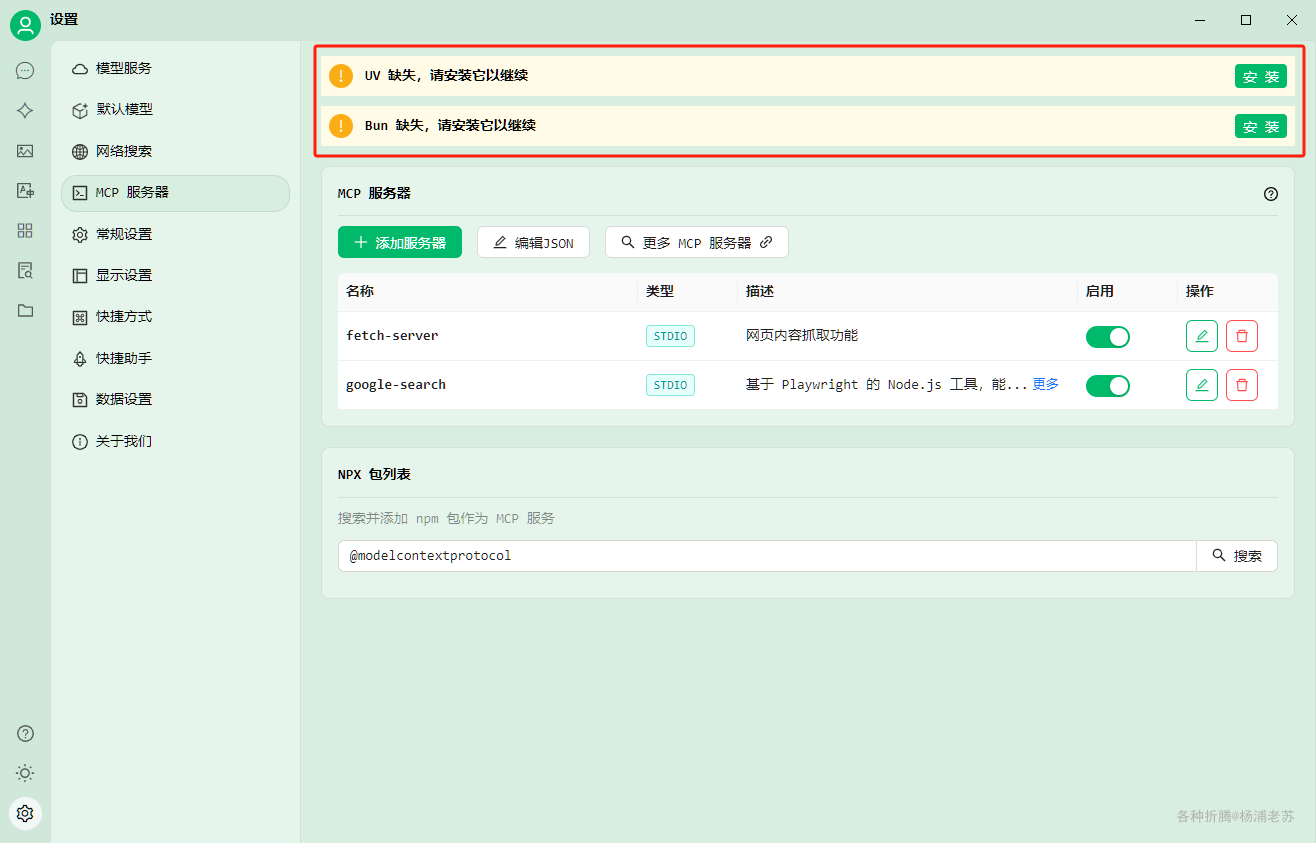 设置
模型服务
默认模型
网络搜索
MCP 服务器
常规设置
显示设置
快捷方式
快捷助手
数据设置
关于我们
UV 缺失，请安装它以继续 安 装
Bun 缺失，请安装它以继续 安 装
MCP 服务器
添加服务器 编辑JSON 更多 MCP 服务器
名称 类型 描述 启用 操作
fetch-server STDIO 网页内容抓取功能
google-search STDIO 基于 Playwright 的 Node.js 工具，能... 更多
NPX 包列表
搜索并添加 npm 包作为 MCP 服务
@modelcontextprotocol 搜索
各种折腾@杨浦老苏